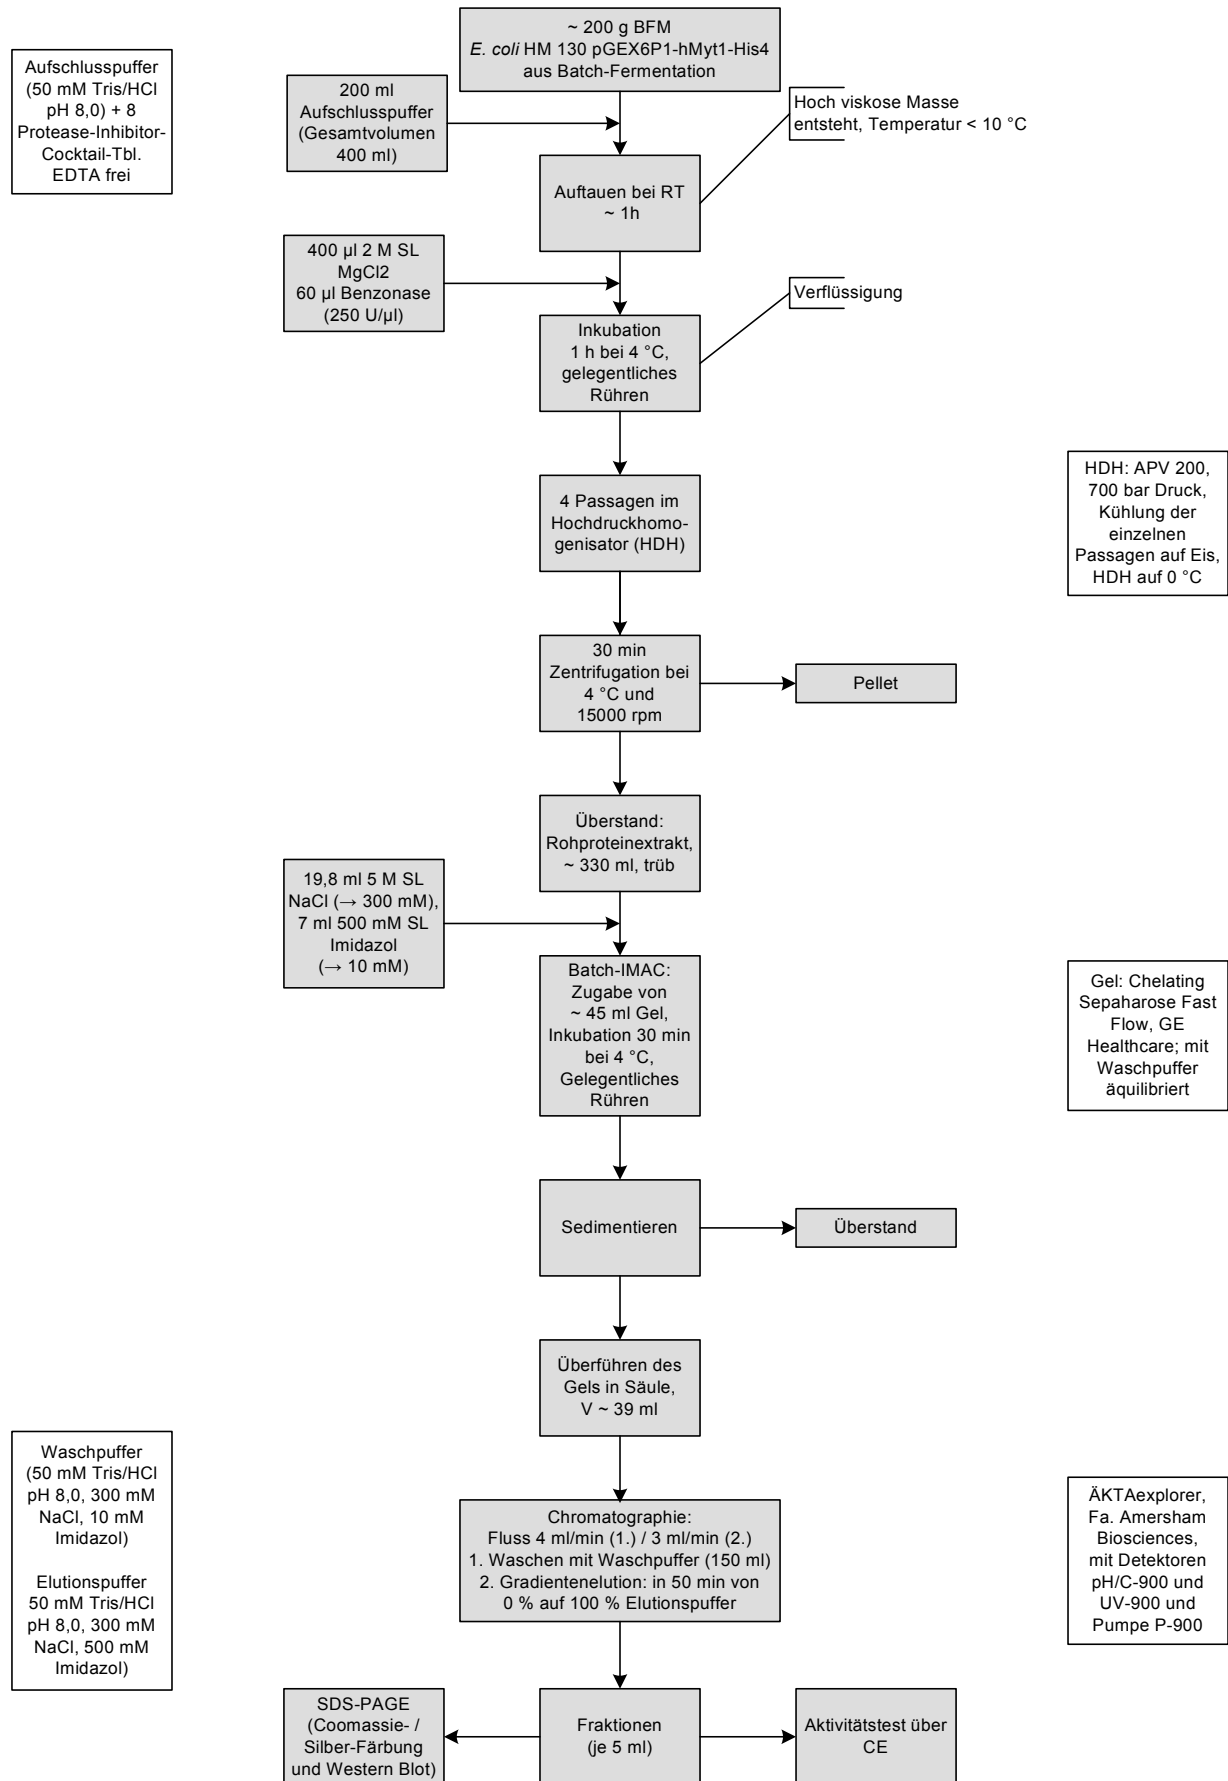 ~ 200 g BFM
E. coli HM 130 pGEX6P1-hMyt1-His4
aus Batch-Fermentation
Aufschlusspuffer
(50 mM Tris/HCl
pH 8,0) + 8
Protease-Inhibitor-
Cocktail-Tbl.
EDTA frei
200 ml
Aufschlusspuffer
(Gesamtvolumen
400 ml)
Hoch viskose Masse
entsteht, Temperatur < 10 °C
Auftauen bei RT
~ 1h
400 µl 2 M SL
MgCl2
60 µl Benzonase
(250 U/µl)
Verflüssigung
Inkubation
1 h bei 4 °C,
gelegentliches
Rühren
4 Passagen im
Hochdruckhomo-
genisator (HDH)
HDH: APV 200,
700 bar Druck,
Kühlung der
einzelnen
Passagen auf Eis,
HDH auf 0 °C
30 min
Zentrifugation bei
4 °C und
15000 rpm
Pellet
Überstand:
Rohproteinextrakt,
~ 330 ml, trüb
19,8 ml 5 M SL
NaCl (→ 300 mM),
7 ml 500 mM SL
Imidazol
(→ 10 mM)
Batch-IMAC:
Zugabe von
~ 45 ml Gel,
Inkubation 30 min
bei 4 °C,
Gelegentliches
Rühren
Gel: Chelating
Sepaharose Fast
Flow, GE
Healthcare; mit
Waschpuffer
äquilibriert
Sedimentieren
Überstand
Überführen des
Gels in Säule,
V ~ 39 ml
Waschpuffer
(50 mM Tris/HCl
pH 8,0, 300 mM
NaCl, 10 mM
Imidazol)
Elutionspuffer
50 mM Tris/HCl
pH 8,0, 300 mM
NaCl, 500 mM
Imidazol)
Chromatographie:
Fluss 4 ml/min (1.) / 3 ml/min (2.)
1. Waschen mit Waschpuffer (150 ml)
2. Gradientenelution: in 50 min von
0 % auf 100 % Elutionspuffer
ÄKTAexplorer,
Fa. Amersham
Biosciences,
mit Detektoren
pH/C-900 und
UV-900 und
Pumpe P-900
SDS-PAGE
(Coomassie- /
Silber-Färbung
und Western Blot)
Fraktionen
(je 5 ml)
Aktivitätstest über
CE